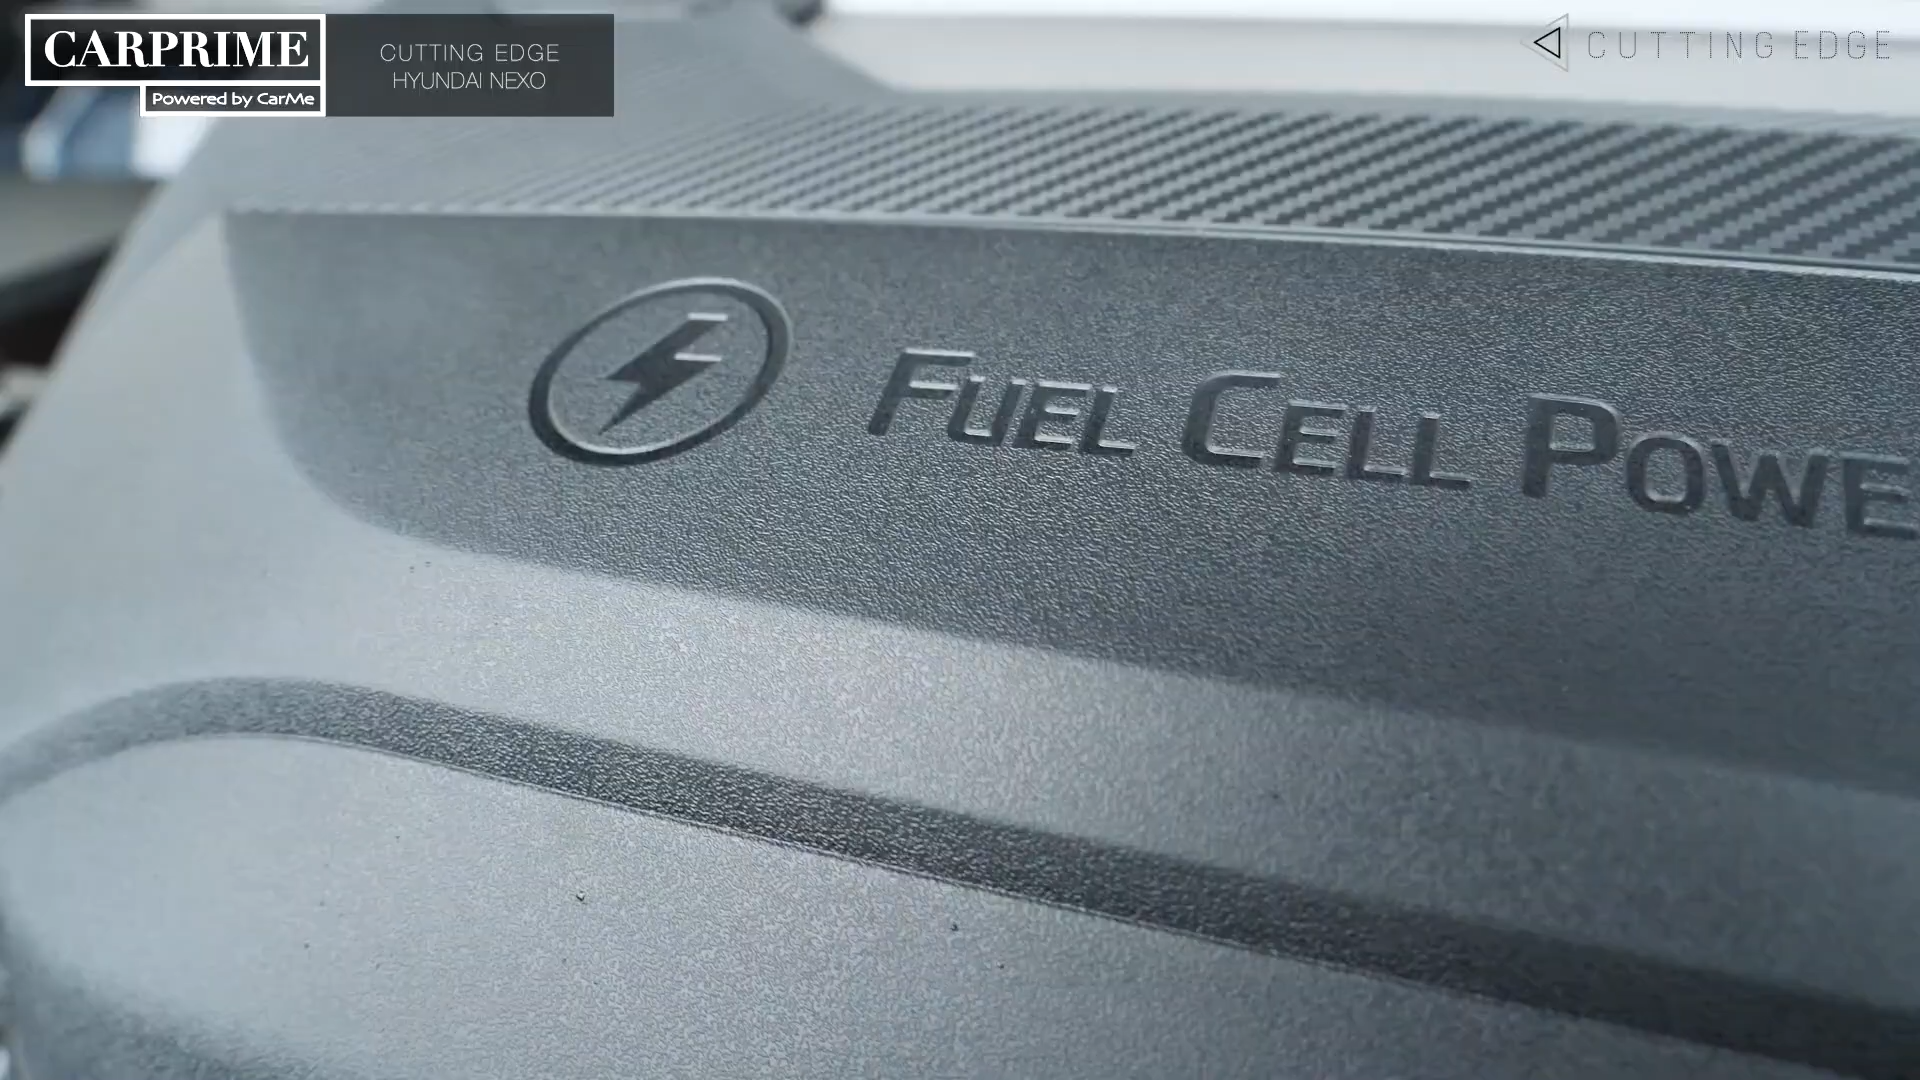 CARPRIME
Powered by CarMe
CUTTING EDGE
HYUNDAI NEXO
CUTTING EDGE
FUEL CELL POWE